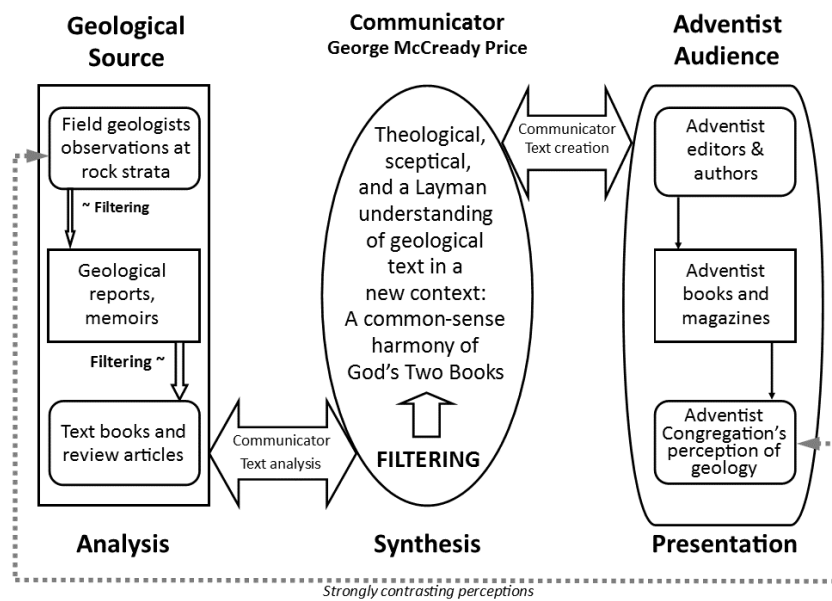 Geological
Source
Field geologists
observations at
rock strata
~ Filtering
Geological
reports,
memoirs
Filtering ~
Text books and
review articles
Analysis
Communicator
Text analysis
Communicator
George McCready Price
Theological,
sceptical,
and a Layman
understanding
of geological
text in a
new context:
A common-sense
harmony of
God's Two Books
FILTERING
Synthesis
Communicator
Text creation
Adventist
Audience
Adventist
editors &
authors
Adventist
books and
magazines
Adventist
Congregation's
perception of
geology
Presentation
Strongly contrasting perceptions